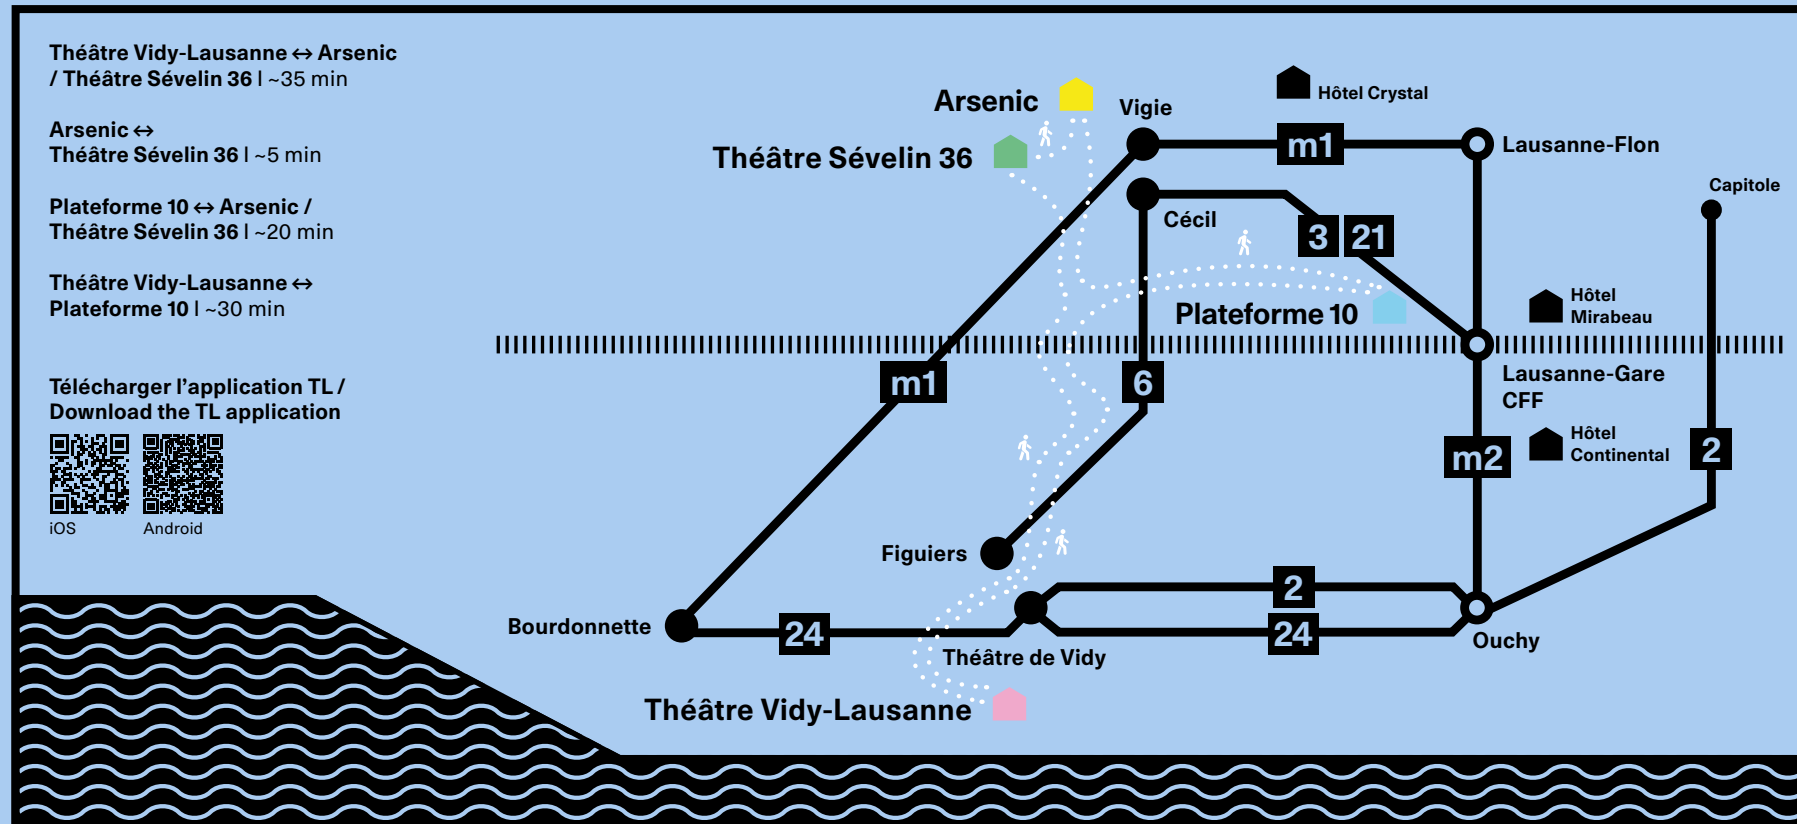 Théâtre Vidy-Lausanne ↔ Arsenic
/ Théâtre Sévelin 36 I ~35 min
Arsenic ↔
Théâtre Sévelin 36 I ~5 min
Plateforme 10 ↔ Arsenic /
Théâtre Sévelin 36 I ~20 min
Théâtre Vidy-Lausanne ↔
Plateforme 10 I ~30 min
Télécharger l'application TL /
Download the TL application
iOS
Android
Arsenic
Vigie
Hôtel Crystal
Théâtre Sévelin 36
m1
Lausanne-Flon
Capitole
Cécil
3
21
Plateforme 10
Hôtel
Mirabeau
m1
6
Lausanne-Gare
CFF
m2
Hôtel
Continental
2
Figuiers
2
Bourdonnette
24
24
Théâtre de Vidy
Ouchy
Théâtre Vidy-Lausanne